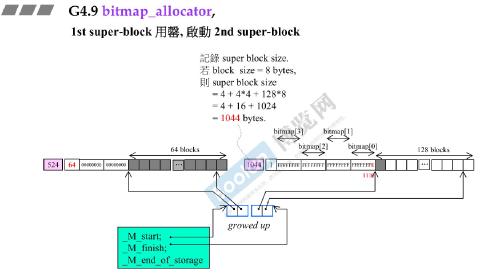 G4.9 bitmap_allocator,
1st super-block 用罄, 啟動 2nd super-block
記錄 super block size.
若 block size = 8 bytes,
則 super block size
= 4 + 4*4 + 128*8
= 4 + 16 + 1024
= 1044 bytes.
bitmap[3] bitmap[1]
64 blocks bitmap[2] bitmap[0] 128 blocks
524 64 00000000 00000000 ... 1044 1 FFFFFFFF FFFFFFFF FFFFFFFF ...
1110
growed up
_M_start;
_M_finish;
_M_end_of_storage